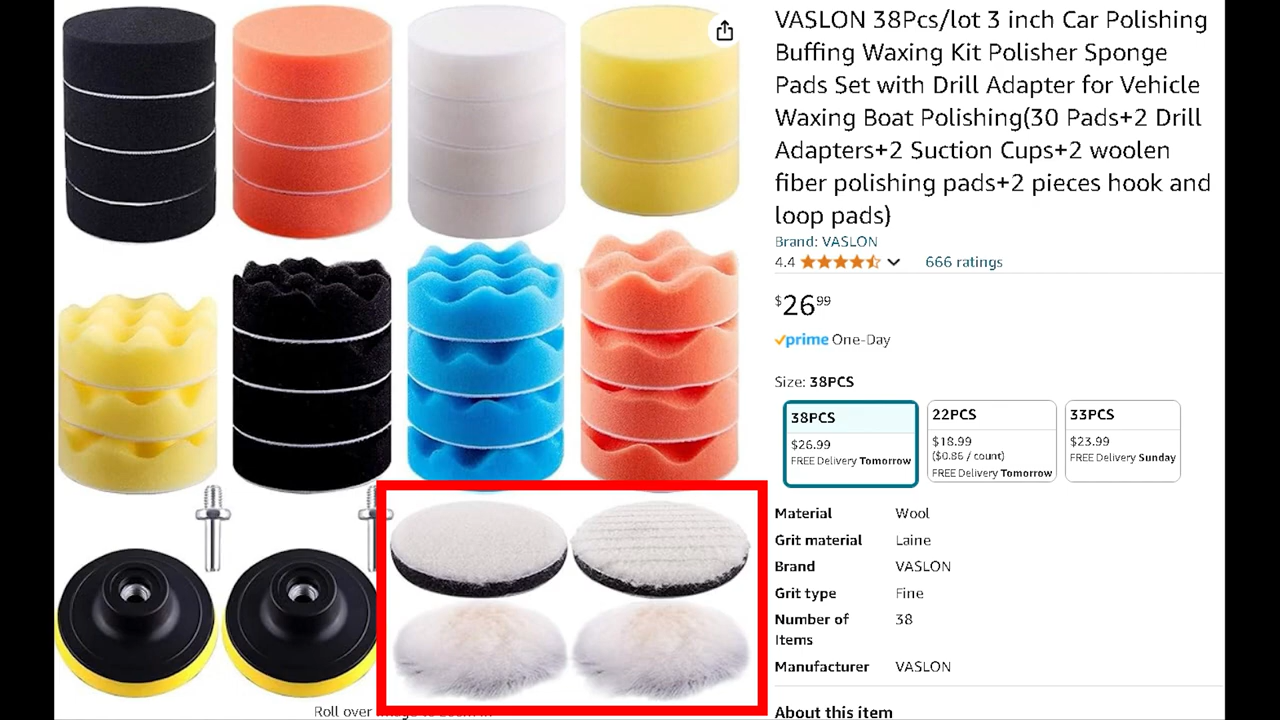 VASLON 38Pcs/lot 3 inch Car Polishing
Buffing Waxing Kit Polisher Sponge
Pads Set with Drill Adapter for Vehicle
Waxing Boat Polishing(30 Pads+2 Drill
Adapters+2 Suction Cups+2 woolen
fiber polishing pads+2 pieces hook and
loop pads)
Brand: VASLON
4.4 666 ratings
$26 99
prime One-Day
Size: 38PCS
38PCS
$26.99
FREE Delivery Tomorrow
22PCS
$18.99
($0.86 / count)
FREE Delivery Tomorrow
33PCS
$23.99
FREE Delivery Sunday
Material Wool
Grit material Laine
Brand VASLON
Grit type Fine
Number of 38
Items
Manufacturer VASLON
About this item
Roll over